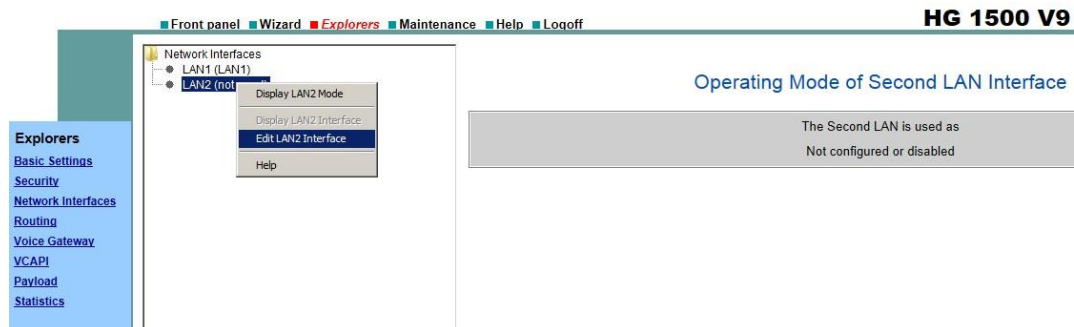 Front panel Wizard Explorers Maintenance Help Logoff
HG 1500 V9
Network Interfaces
LAN1 (LAN1)
LAN2 (not
Display LAN2 Mode
Display LAN2 Interface
Edit LAN2 Interface
Help
Operating Mode of Second LAN Interface
The Second LAN is used as
Not configured or disabled
Explorers
Basic Settings
Security
Network Interfaces
Routing
Voice Gateway
VCAPI
Payload
Statistics